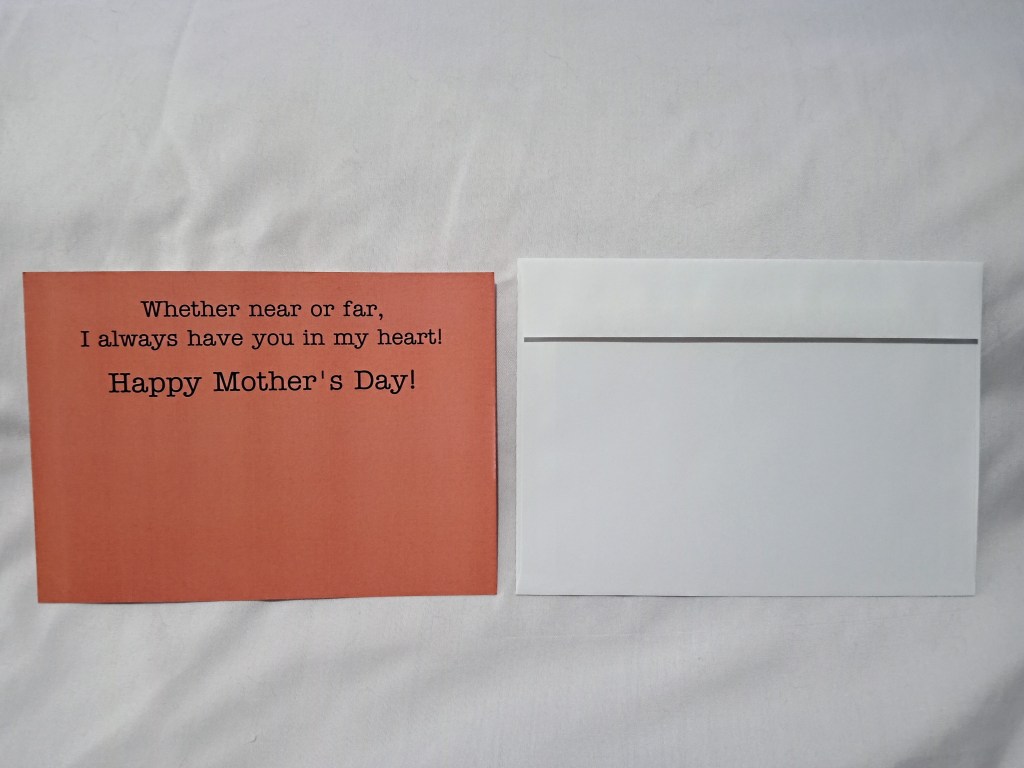 Whether near or far,
I always have you in my heart!
Happy Mother's Day!